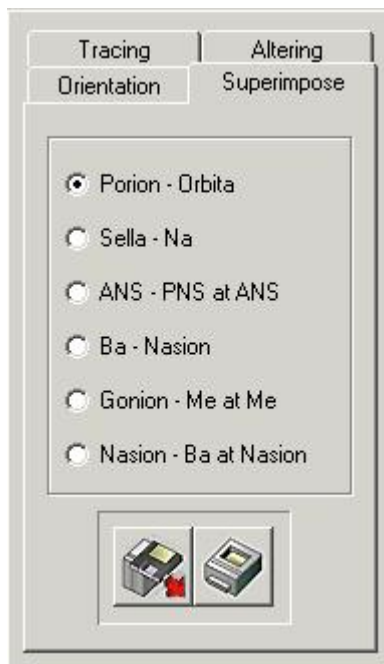 Tracing
Altering
Orientation
Superimpose
Porion - Orbita
Sella - Na
ANS - PNS at ANS
Ba - Nasion
Gonion - Me at Me
Nasion - Ba at Nasion